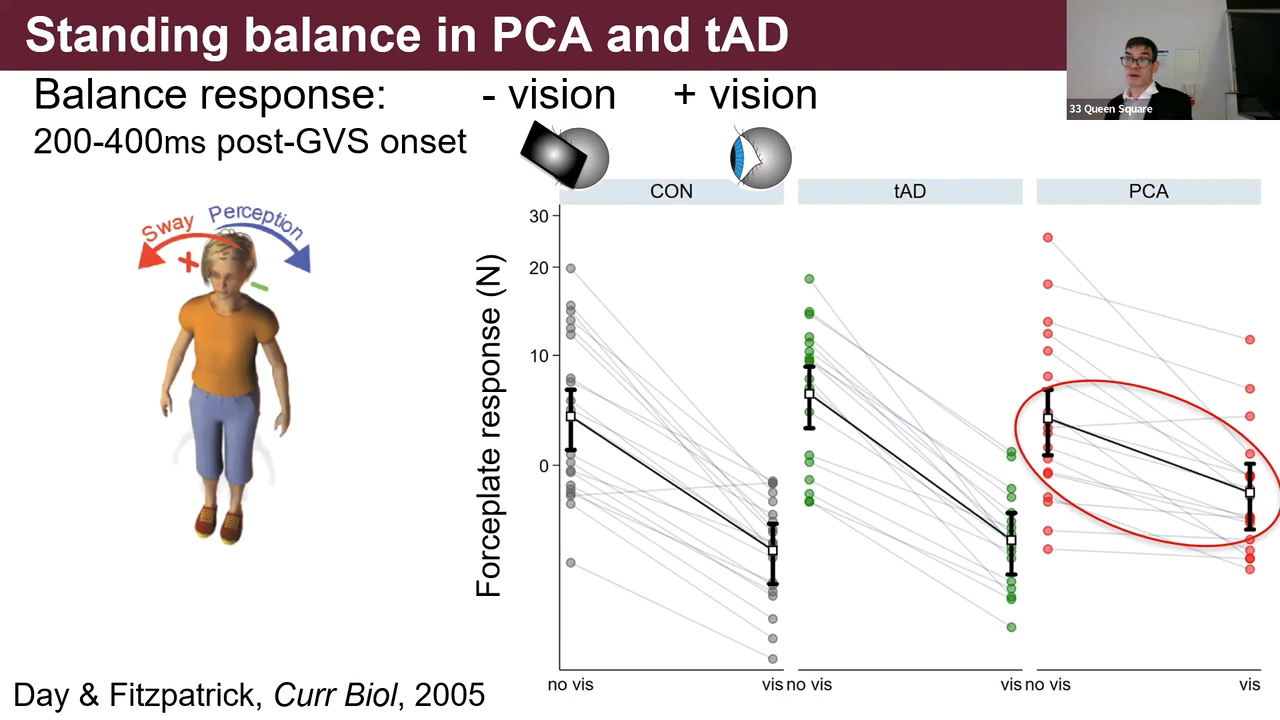 Standing balance in PCA and tAD
33 Queen Square
Balance response:
- vision
+ vision
200-400ms post-GVS onset
Sway
Perception
+
-
CON
tAD
PCA
Forceplate response (N)
30
20
10
0
no vis
vis
no vis
vis
no vis
vis
Day & Fitzpatrick, Curr Biol, 2005